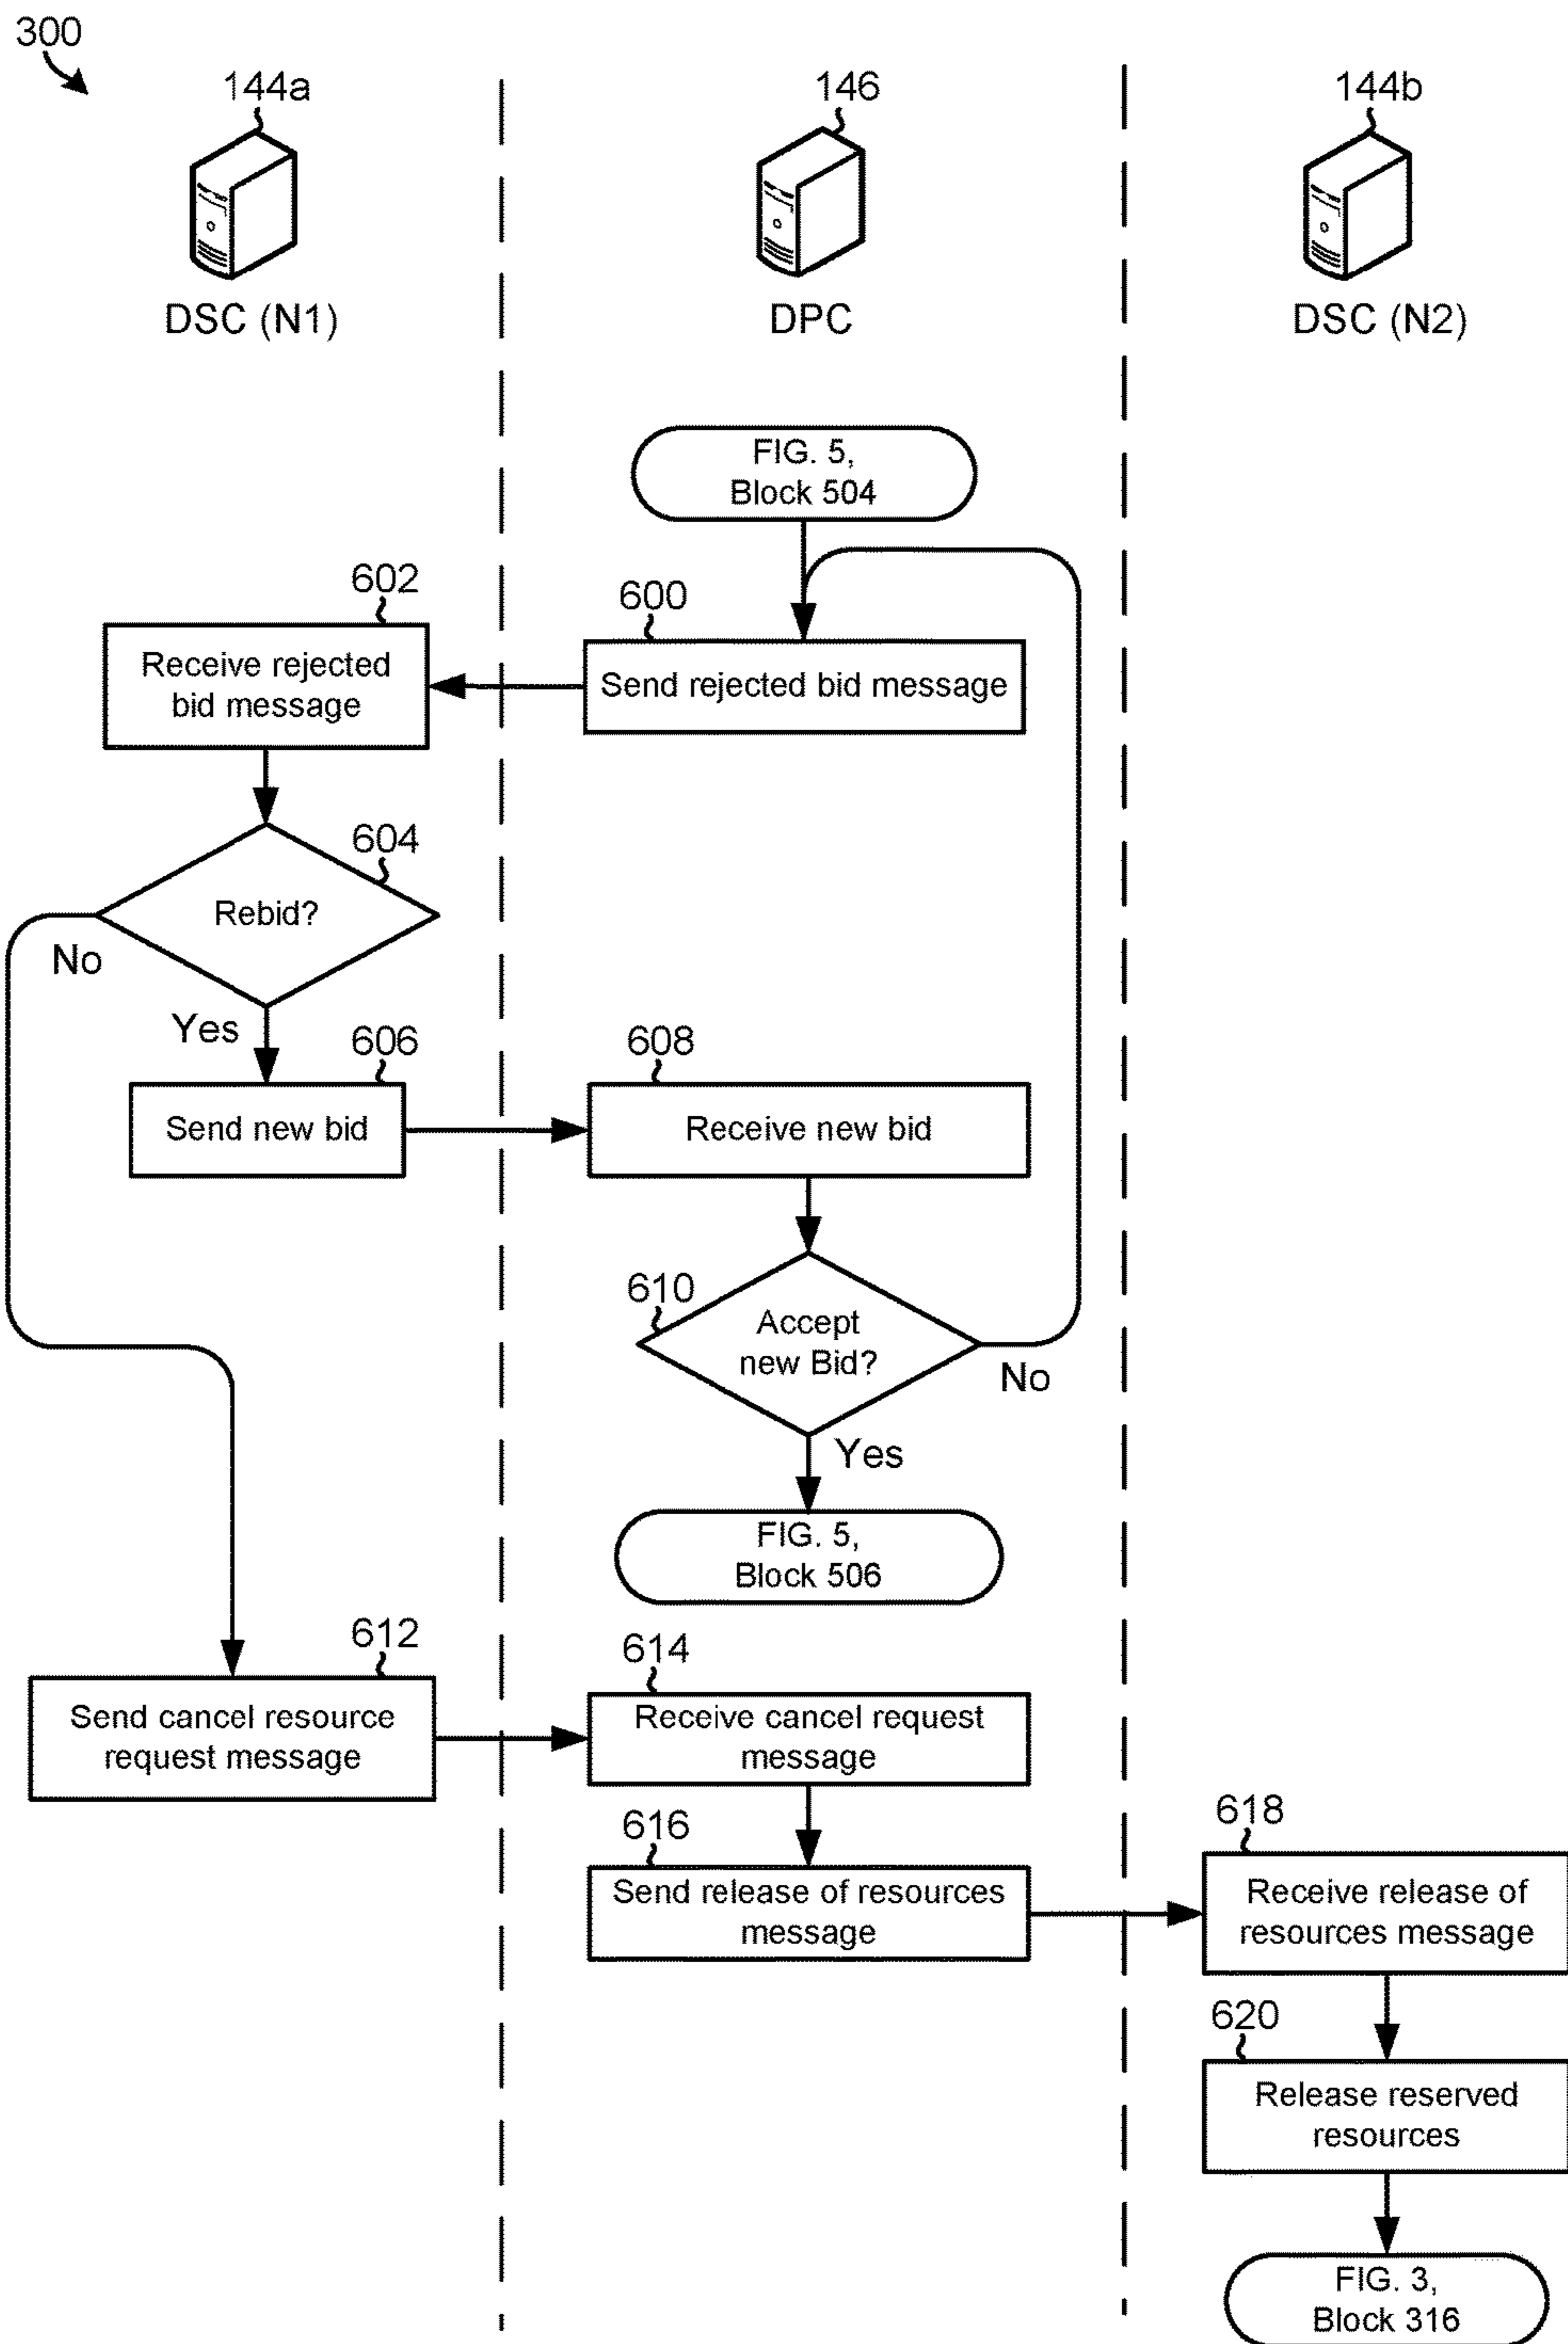 300
144a
146
144b
DSC (N1)
DPC
DSC (N2)
FIG. 5,
Block 504
602
600
Receive rejected
bid message
Send rejected bid message
604
Rebid?
No
Yes
606
608
Send new bid
Receive new bid
610
Accept
new Bid?
No
Yes
FIG. 5,
Block 506
612
614
Send cancel resource
request message
Receive cancel request
message
616
618
Send release of resources
message
Receive release of
resources message
620
Release reserved
resources
FIG. 3,
Block 316